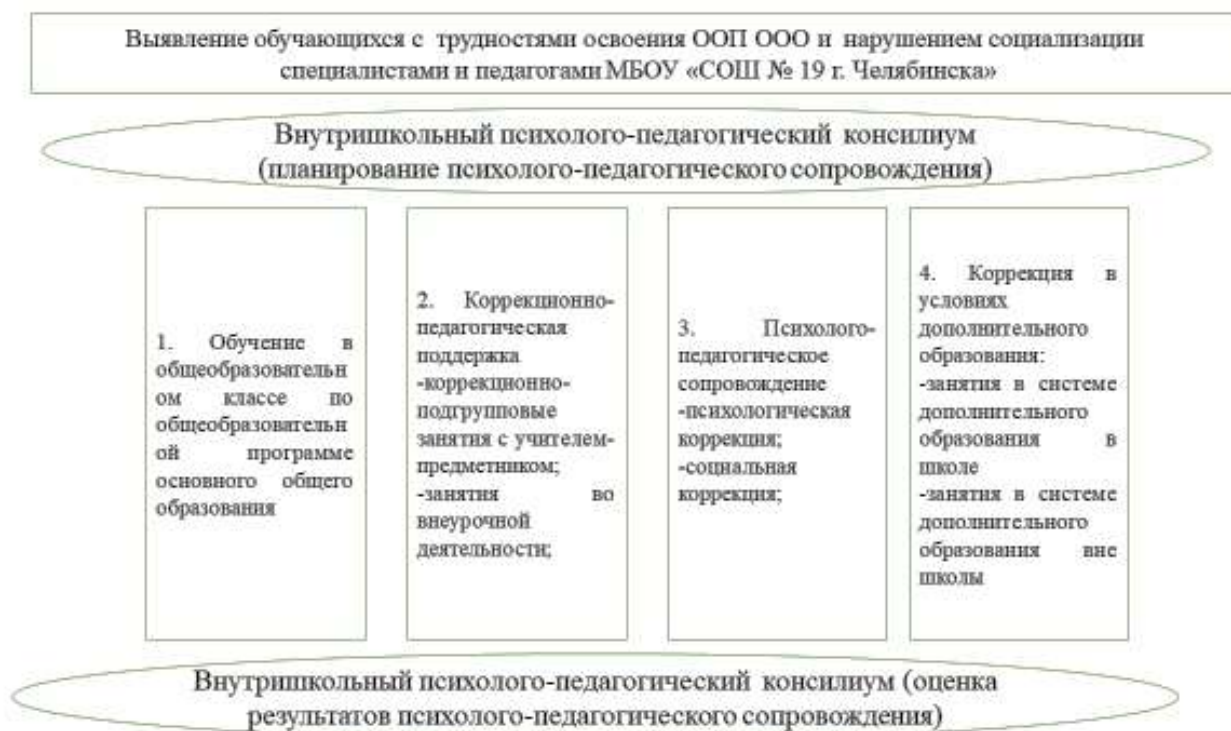 Выявление обучающихся с трудностями освоения ООП ООО и нарушением социализации
специалистами и педагогами МБОУ «СОШ № 19 г. Челябинска»
Внутришкольный психолого-педагогический консилиум
(планирование психолого-педагогического сопровождения)
1. Обучение в
общеобразовательн
ом классе по
общеобразовательн
ой программе
основного общего
образования
2. Коррекционно-
педагогическая
поддержка
-коррекционно-
подгрупповые
занятия с учителем-
предметником;
-занятия во
внеурочной
деятельности;
3. Психолого-
педагогическое
сопровождение
-психологическая
коррекция;
-социальная
коррекция;
4. Коррекция в
условиях
дополнительного
образования:
-занятия в системе
дополнительного
образования в
школе
-занятия в системе
дополнительного
образования вне
школы
Внутришкольный психолого-педагогический консилиум (оценка
результатов психолого-педагогического сопровождения)